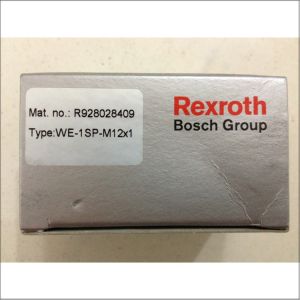 Mat. no.: R928028409
Type:WE-1SP-M12x1
Rexroth
Bosch Group